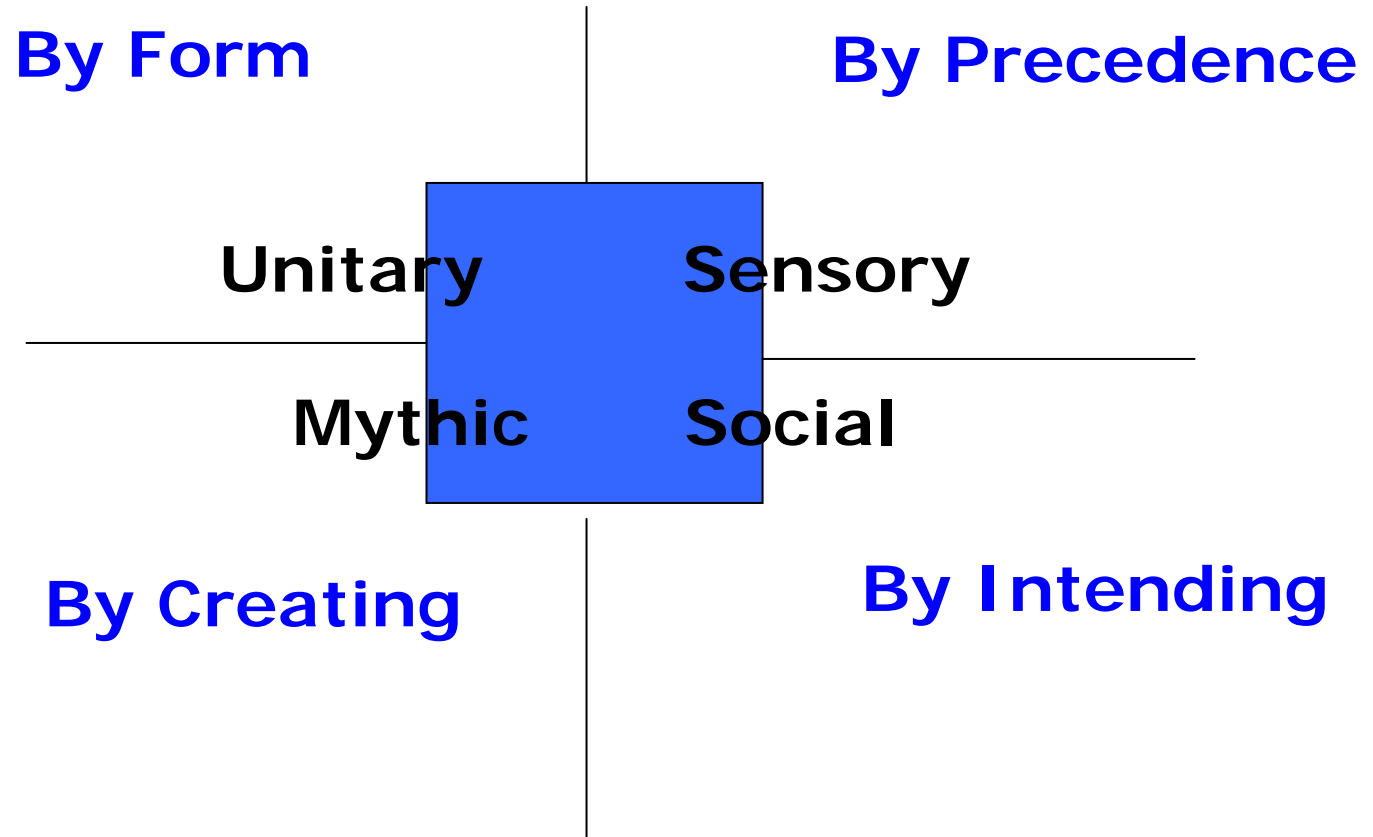 By Form
By Precedence
Unitary
Sensory
Mythic
Social
By Creating
By Intending